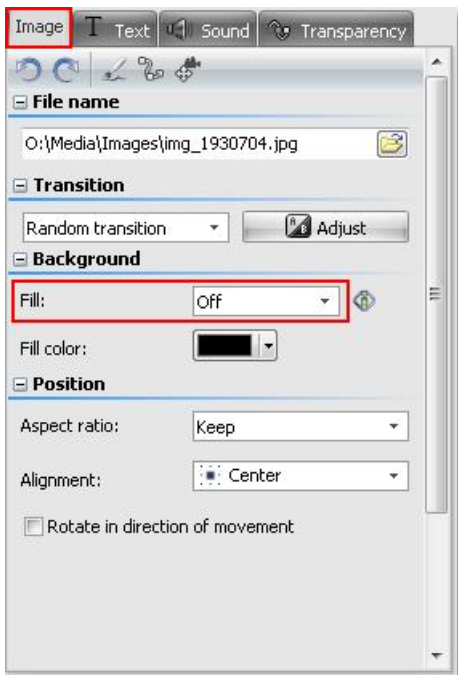 Image Text Sound Transparency
File name
O:\Media\Images\img_1930704.jpg
Transition
Random transition Adjust
Background
Fill: Off
Fill color:
Position
Aspect ratio: Keep
Alignment: Center
Rotate in direction of movement